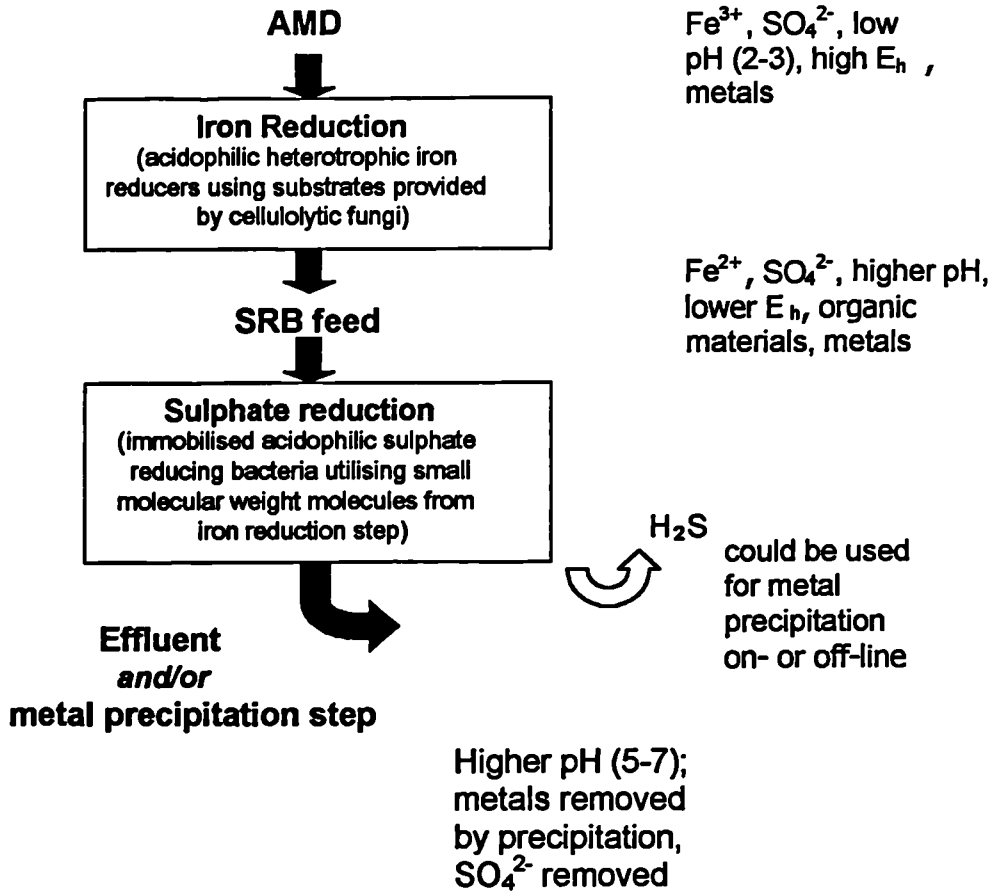 AMD
Fe³⁺, SO₄²⁻, low
pH (2-3), high Eₕ ,
metals
Iron Reduction
(acidophilic heterotrophic iron
reducers using substrates provided
by cellulolytic fungi)
Fe²⁺, SO₄²⁻, higher pH,
lower Eₕ, organic
materials, metals
SRB feed
Sulphate reduction
(immobilised acidophilic sulphate
reducing bacteria utilising small
molecular weight molecules from
iron reduction step)
H₂S
could be used
for metal
precipitation
on- or off-line
Effluent
and/or
metal precipitation step
Higher pH (5-7);
metals removed
by precipitation,
SO₄²⁻ removed